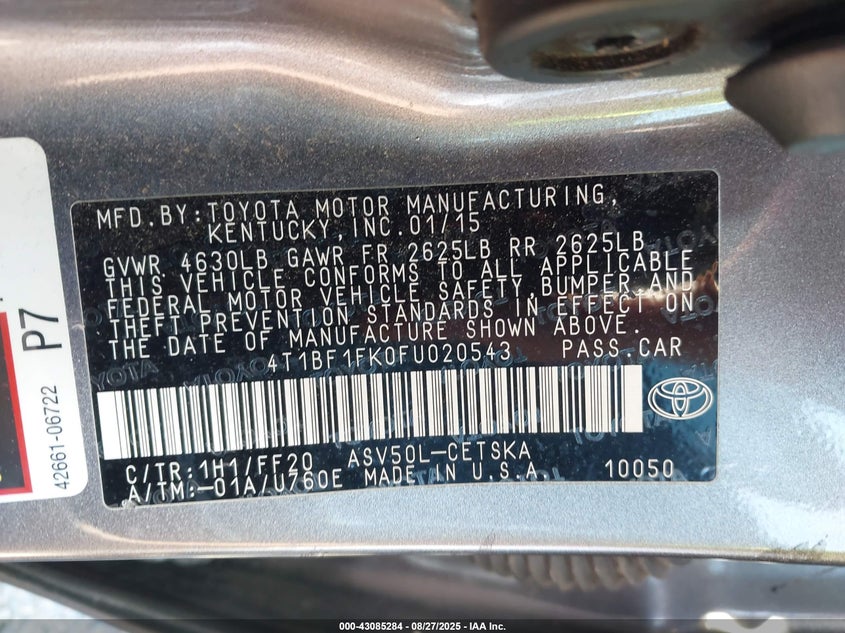 MFD.BY:TOYOTA MOTOR MANUFACTURING,
KENTUCKY,INC.01/15
GVWR 4630LB GAWR FR 2625LB RR 2625LB
THIS VEHICLE CONFORMS TO ALL APPLICABLE
FEDERAL MOTOR VEHICLE SAFETY,BUMPER AND
THEFT PREVENTION STANDARDS IN EFFECT ON
THE DATE OF MANUFACTURE SHOWN ABOVE.
4T1BF1FK0FU020543 PASS.CAR
C/TR:1H1/FF20 ASV50L-CETSKA
A/TM:-01A/U760E MADE IN U.S.A. 10050
P7
42661-06722
000-43085284 | 08/27/2025 - IAA Inc.